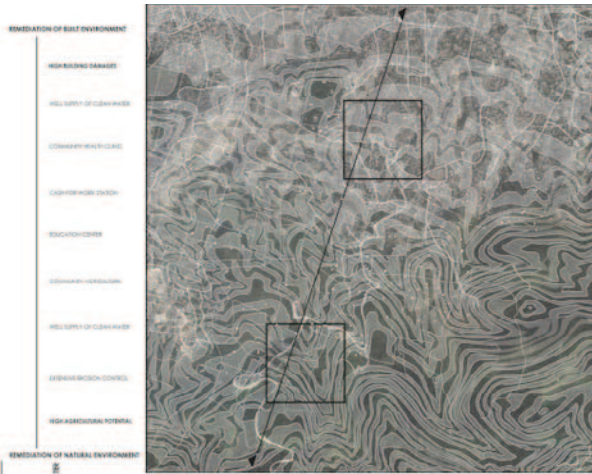 REMEDIATION OF BUILT ENVIRONMENT
HIGH BUILDING DAMAGES
WELL SUPPLY OF CLEAN WATER
COMMUNITY HEALTH CLINIC
CASH FOR WORK STATION
EDUCATION CENTER
COMMUNITY
WELL SUPPLY OF CLEAN WATER
EXTENSIVE EROSION CONTROL
HIGH AGRICULTURAL POTENTIAL
REMEDIATION OF NATURAL ENVIRONMENT